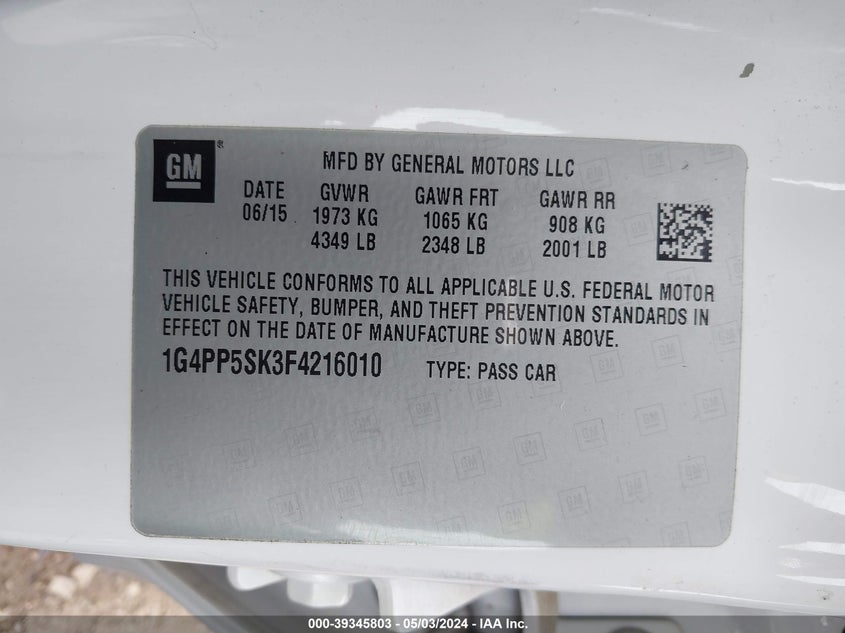 GM
MFD BY GENERAL MOTORS LLC
DATE GVWR GAWR FRT GAWR RR
06/15 1973 KG 1065 KG 908 KG
4349 LB 2348 LB 2001 LB
THIS VEHICLE CONFORMS TO ALL APPLICABLE U.S. FEDERAL MOTOR
VEHICLE SAFETY, BUMPER, AND THEFT PREVENTION STANDARDS IN
EFFECT ON THE DATE OF MANUFACTURE SHOWN ABOVE.
1G4PP5SK3F4216010 TYPE: PASS CAR
000-39345803 / 05/03/2024 - IAA Inc.